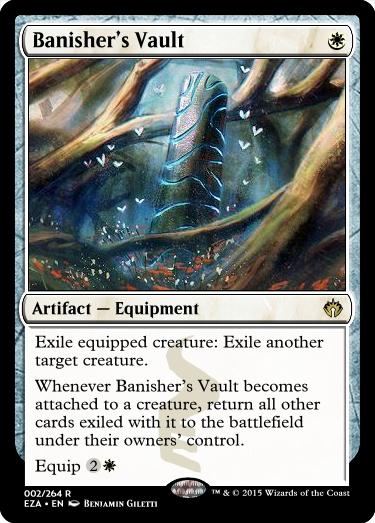 Banisher's Vault
Artifact — Equipment
Exile equipped creature: Exile another
target creature.
Whenever Banisher's Vault becomes
attached to a creature, return all other
cards exiled with it to the battlefield
under their owners' control.
Equip 2
002/264 R
EZA • EN Benjamin Giletti
™ & © 2015 Wizards of the Coast